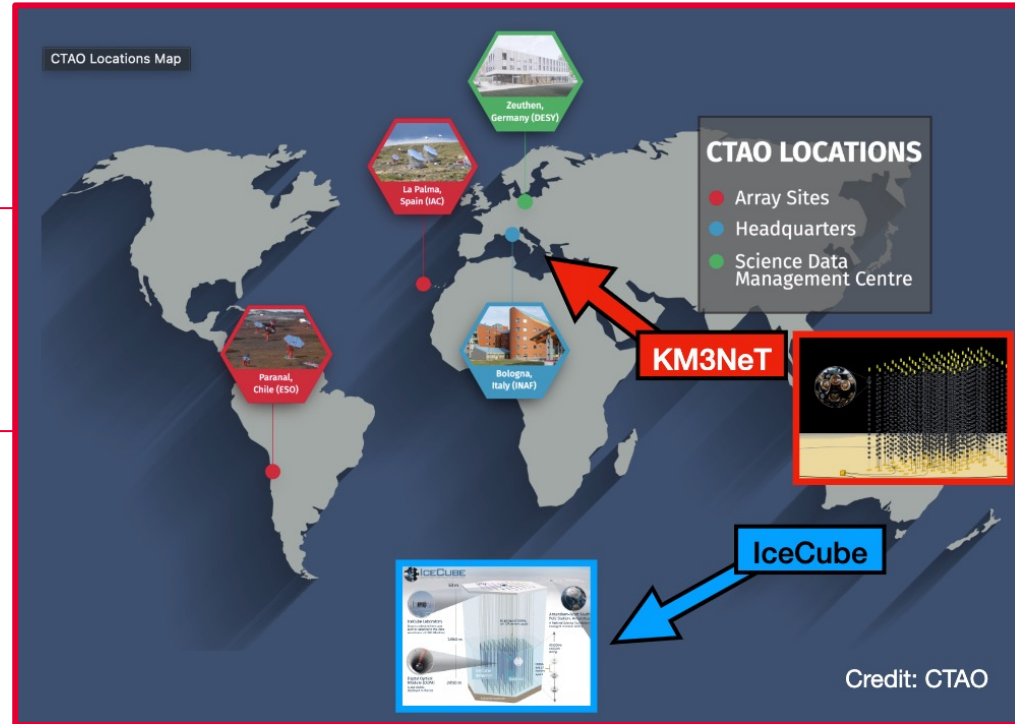 CTAO Locations Map
Zeuthen,
Germany (DESY)
La Palma,
Spain (IAC)
CTAO LOCATIONS
Array Sites
Headquarters
Science Data
Management Centre
Paranal,
Chile (ESO)
Bologna,
Italy (INAF)
KM3NeT
IceCube
ICECUBE
Credit: CTAO